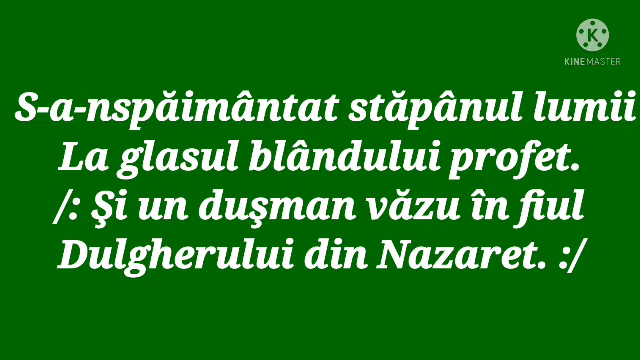 KINEMASTER
S-a-nspăimântat stăpânul lumii
La glasul blândului profet.
/: Şi un duşman văzu în fiul
Dulgherului din Nazaret. :/